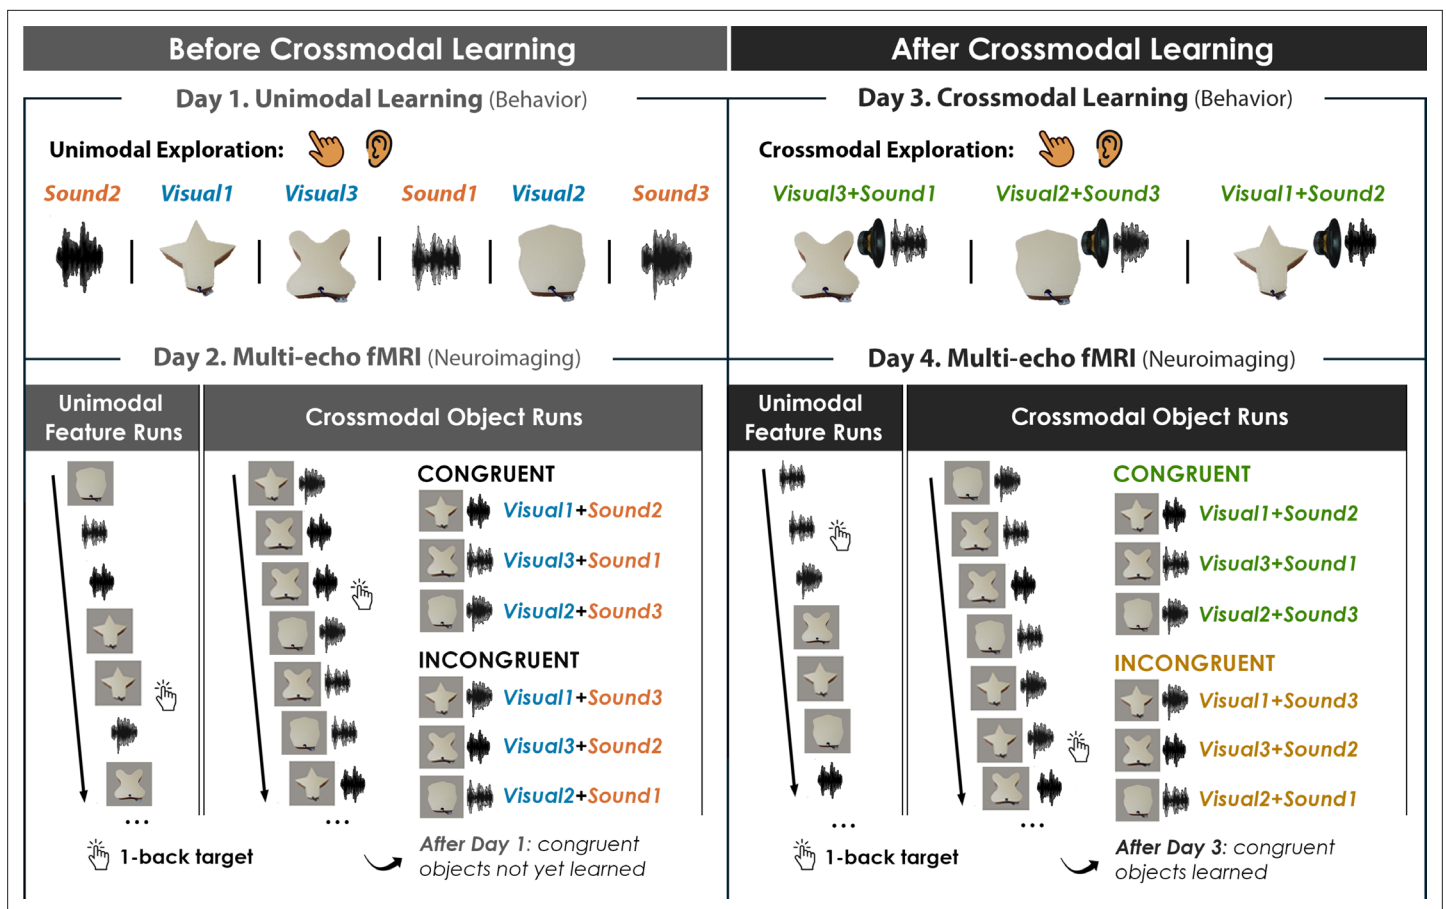 Before Crossmodal Learning
After Crossmodal Learning
Day 1. Unimodal Learning (Behavior)
Unimodal Exploration:
Sound2
Visual1
Visual3
Sound1
Visual2
Sound3
Day 3. Crossmodal Learning (Behavior)
Crossmodal Exploration:
Visual3+Sound1
Visual2+Sound3
Visual1+Sound2
Day 2. Multi-echo fMRI (Neuroimaging)
Unimodal
Feature Runs
Crossmodal Object Runs
CONGRUENT
Visual1+Sound2
Visual3+Sound1
Visual2+Sound3
INCONGRUENT
Visual1+Sound3
Visual3+Sound2
Visual2+Sound1
...
...
1-back target
After Day 1: congruent
objects not yet learned
Day 4. Multi-echo fMRI (Neuroimaging)
Unimodal
Feature Runs
Crossmodal Object Runs
CONGRUENT
Visual1+Sound2
Visual3+Sound1
Visual2+Sound3
INCONGRUENT
Visual1+Sound3
Visual3+Sound2
Visual2+Sound1
...
...
1-back target
After Day 3: congruent
objects learned